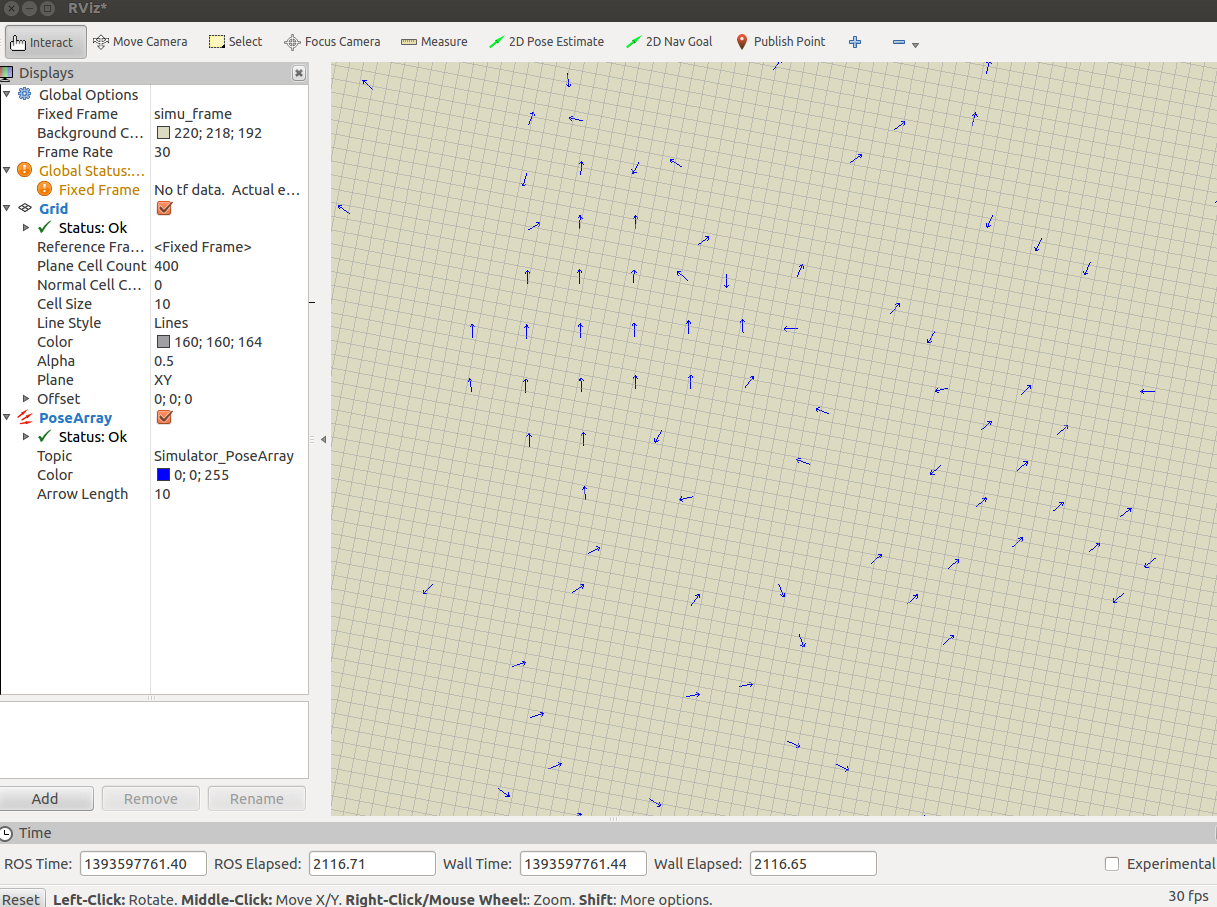 RViz*
Interact Move Camera Select Focus Camera Measure 2D Pose Estimate 2D Nav Goal Publish Point
Displays
Global Options
Fixed Frame simu_frame
Background C... 220; 218; 192
Frame Rate 30
Global Status:...
Fixed Frame No tf data. Actual e...
Grid
Status: Ok
Reference Fra... <Fixed Frame>
Plane Cell Count 400
Normal Cell C... 0
Cell Size 10
Line Style Lines
Color 160; 160; 164
Alpha 0.5
Plane XY
Offset 0; 0; 0
PoseArray
Status: Ok
Topic Simulator_PoseArray
Color 0; 0; 255
Arrow Length 10
Add Remove Rename
Time
ROS Time: 1393597761.40 ROS Elapsed: 2116.71 Wall Time: 1393597761.44 Wall Elapsed: 2116.65 Experimental
Reset Left-Click: Rotate. Middle-Click: Move X/Y. Right-Click/Mouse Wheel:: Zoom. Shift: More options. 30 fps